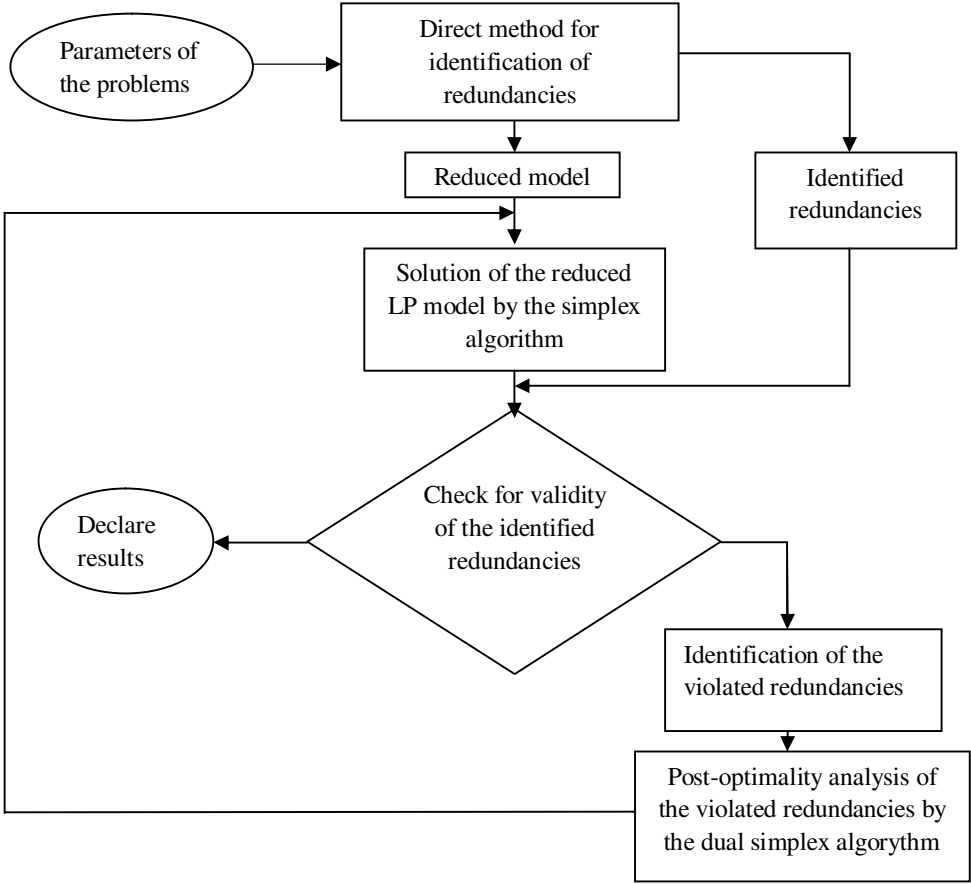 Parameters of
the problems
Direct method for
identification of
redundancies
Reduced model
Identified
redundancies
Solution of the reduced
LP model by the simplex
algorithm
Check for validity
of the identified
redundancies
Declare
results
Identification of the
violated redundancies
Post-optimality analysis of
the violated redundancies by
the dual simplex algorythm